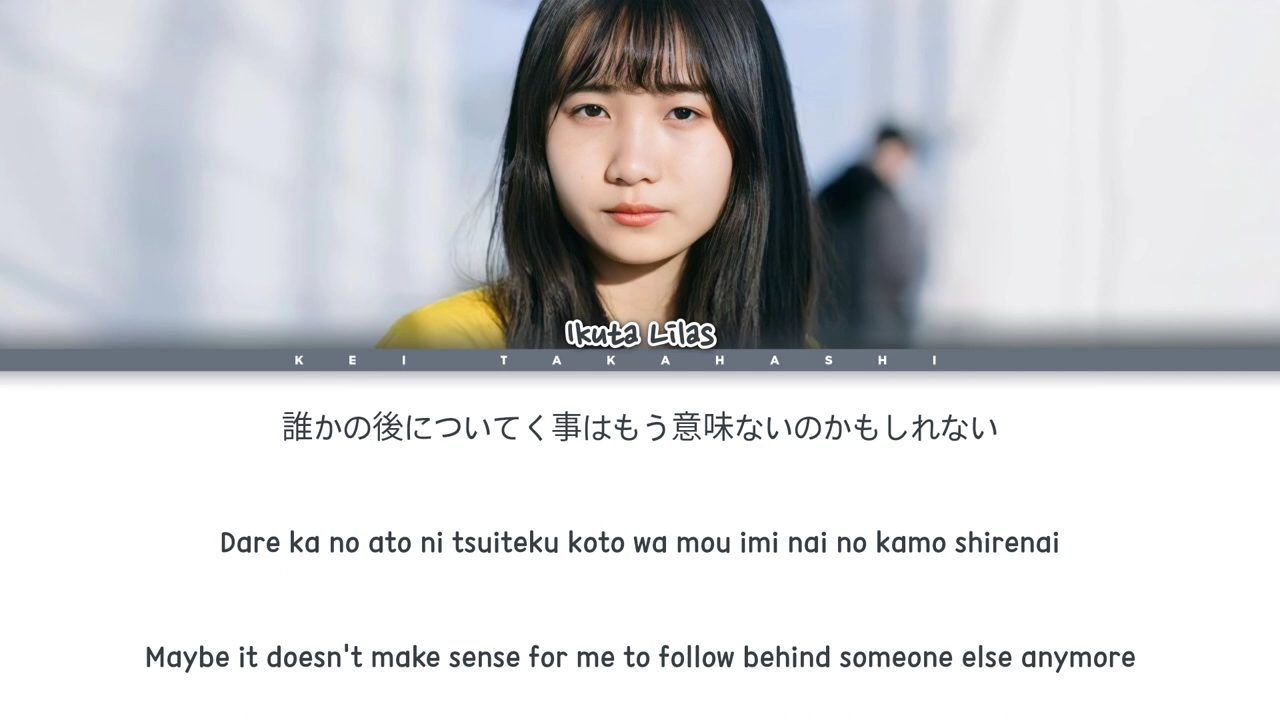 Ikuta Lilas
KEI TAKAHASHI
誰かの後についてく事はもう意味ないのかもしれない
Dare ka no ato ni tsuiteku koto wa mou imi nai no kamo shirenai
Maybe it doesn't make sense for me to follow behind someone else anymore